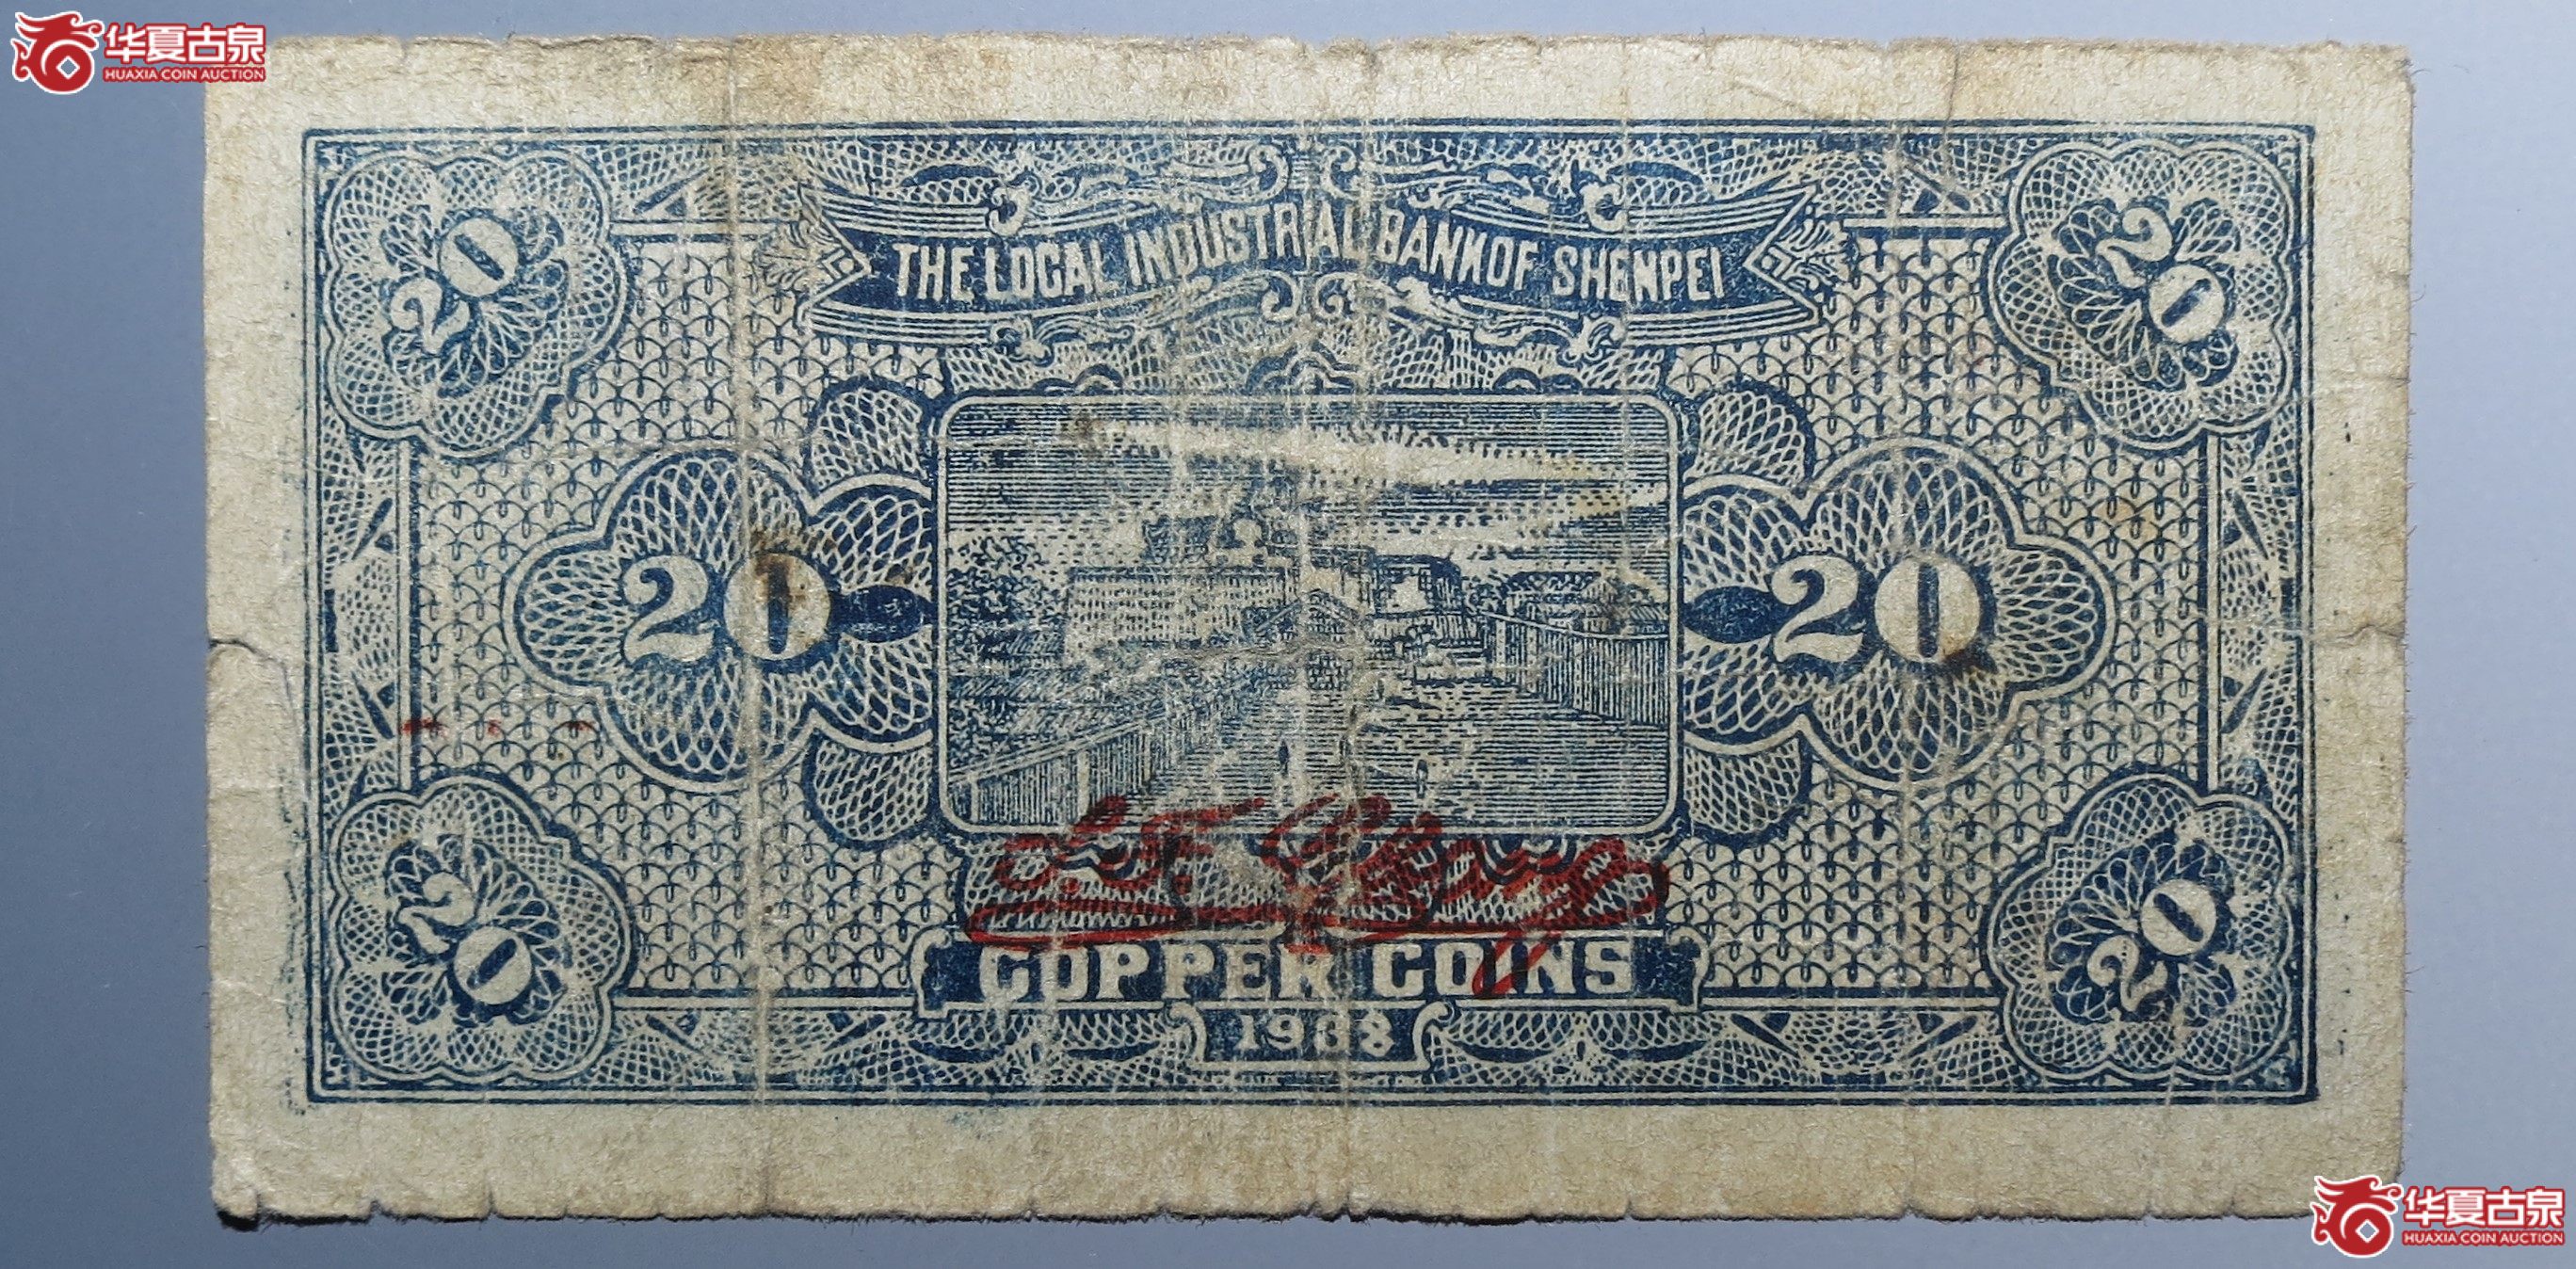 华夏古泉
HUAXIA COIN AUCTION
THE LOCAL INDUSTRIAL BANK OF SHENPEI
20
20
20
20
20
20
COPPER COINS
1933
华夏古泉
HUAXIA COIN AUCTION